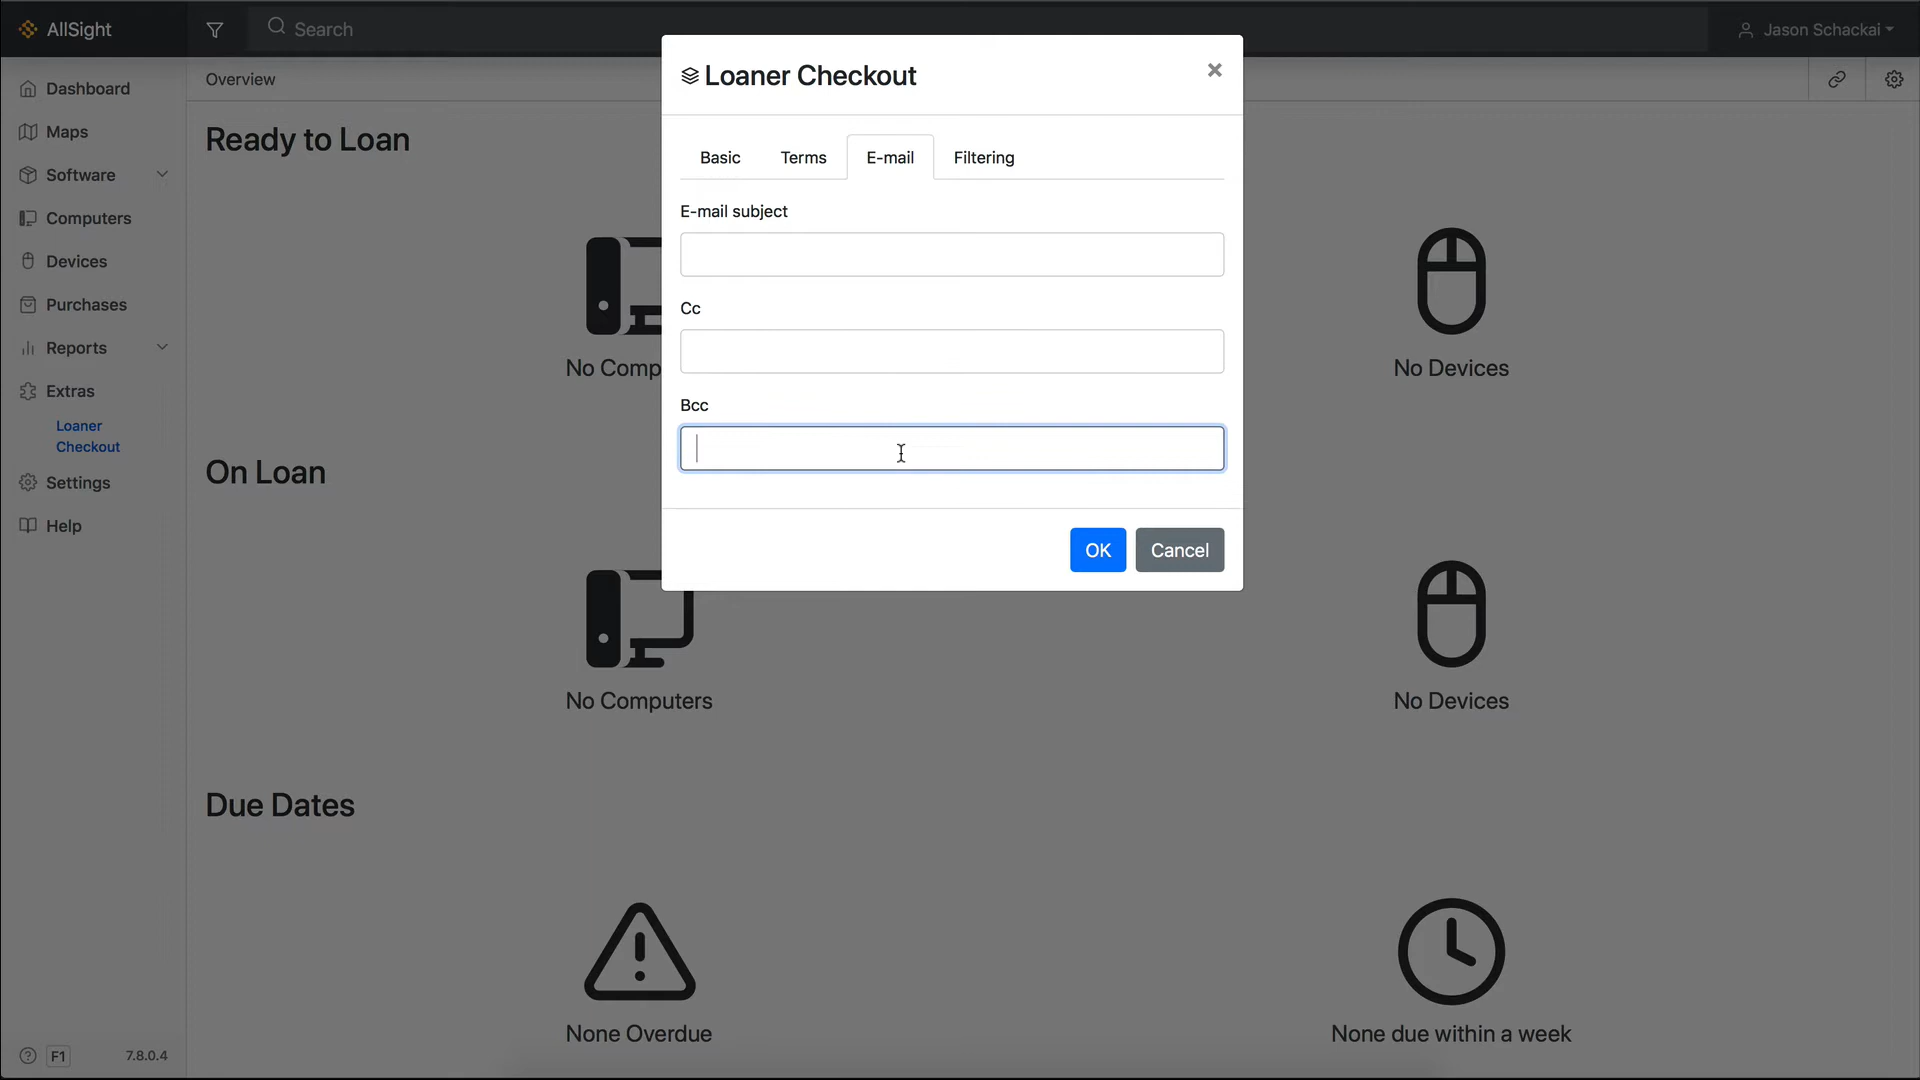 AllSight
Search
Jason Schackai
Dashboard
Maps
Software
Computers
Devices
Purchases
Reports
Extras
Loaner
Checkout
Settings
Help
F1
7.8.0.4
Overview
Ready to Loan
No Comp
No Devices
On Loan
No Computers
No Devices
Due Dates
None Overdue
None due within a week
Loaner Checkout
Basic
Terms
E-mail
Filtering
E-mail subject
Cc
Bcc
OK
Cancel